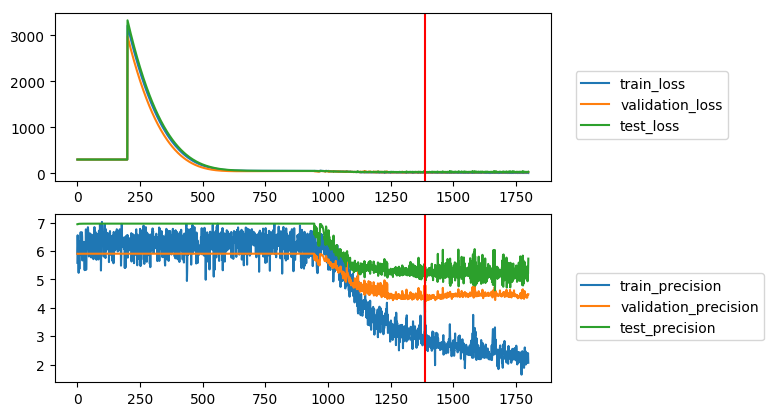 3000
2000
1000
0
0 250 500 750 1000 1250 1500 1750
train_loss
validation_loss
test_loss
7
6
5
4
3
2
0 250 500 750 1000 1250 1500 1750
train_precision
validation_precision
test_precision